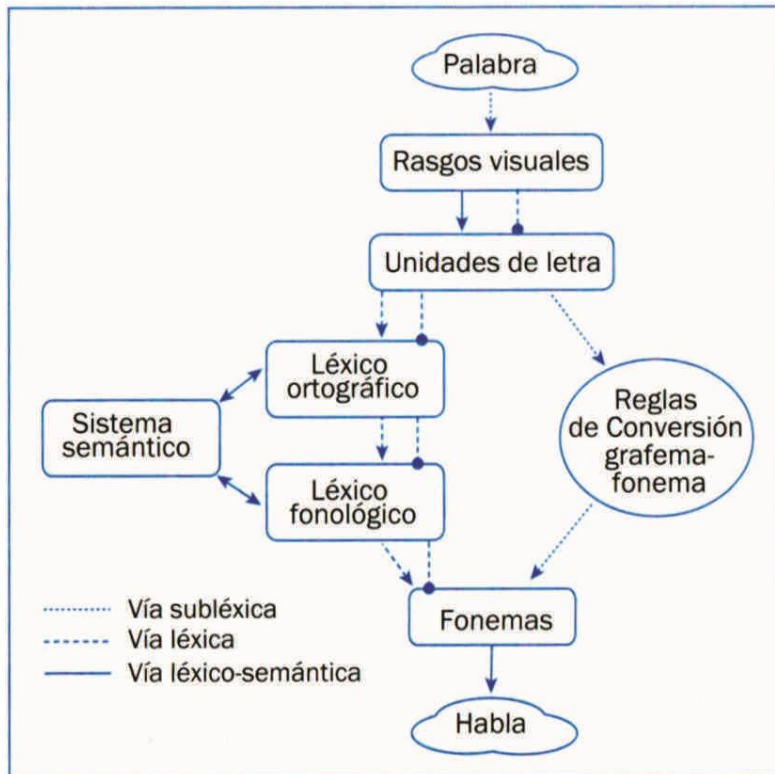 Palabra
Rasgos visuales
Unidades de letra
Léxico
ortográfico
Sistema
semántico
Léxico
fonológico
Reglas
de Conversión
grafema-
fonema
Fonemas
Habla
Vía subléxica
Vía léxica
Vía léxico-semántica